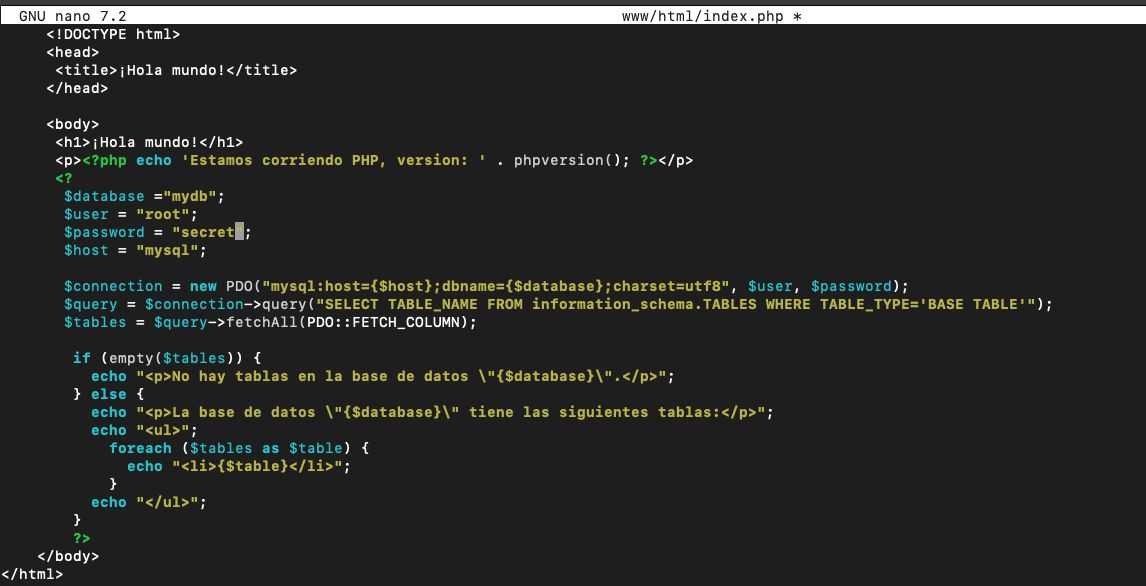 GNU nano 7.2 www/html/index.php *
<!DOCTYPE html>
<head>
<title>¡Hola mundo!</title>
</head>
<body>
<h1>¡Hola mundo!</h1>
<p><?php echo 'Estamos corriendo PHP, version: ' . phpversion(); ?></p>
<?
$database ="mydb";
$user = "root";
$password = "secret";
$host = "mysql";
$connection = new PDO("mysql:host={$host};dbname={$database};charset=utf8", $user, $password);
$query = $connection->query("SELECT TABLE_NAME FROM information_schema.TABLES WHERE TABLE_TYPE='BASE TABLE'");
$tables = $query->fetchAll(PDO::FETCH_COLUMN);
if (empty($tables)) {
echo "<p>No hay tablas en la base de datos \"{$database}\".</p>";
} else {
echo "<p>La base de datos \"{$database}\" tiene las siguientes tablas:</p>";
echo "<ul>";
foreach ($tables as $table) {
echo "<li>{$table}</li>";
}
echo "</ul>";
}
?>
</body>
</html>